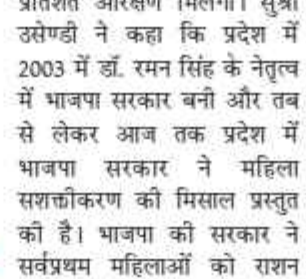 प्रतिशत आरक्षण मिलेगा। सुश्री
उसेण्डी ने कहा कि प्रदेश में
2003 में डॉ. रमन सिंह के नेतृत्व
में भाजपा सरकार बनी और तब
से लेकर आज तक प्रदेश में
भाजपा सरकार ने महिला
सशक्तीकरण की मिसाल प्रस्तुत
की है। भाजपा की सरकार ने
सर्वप्रथम महिलाओं को राशन